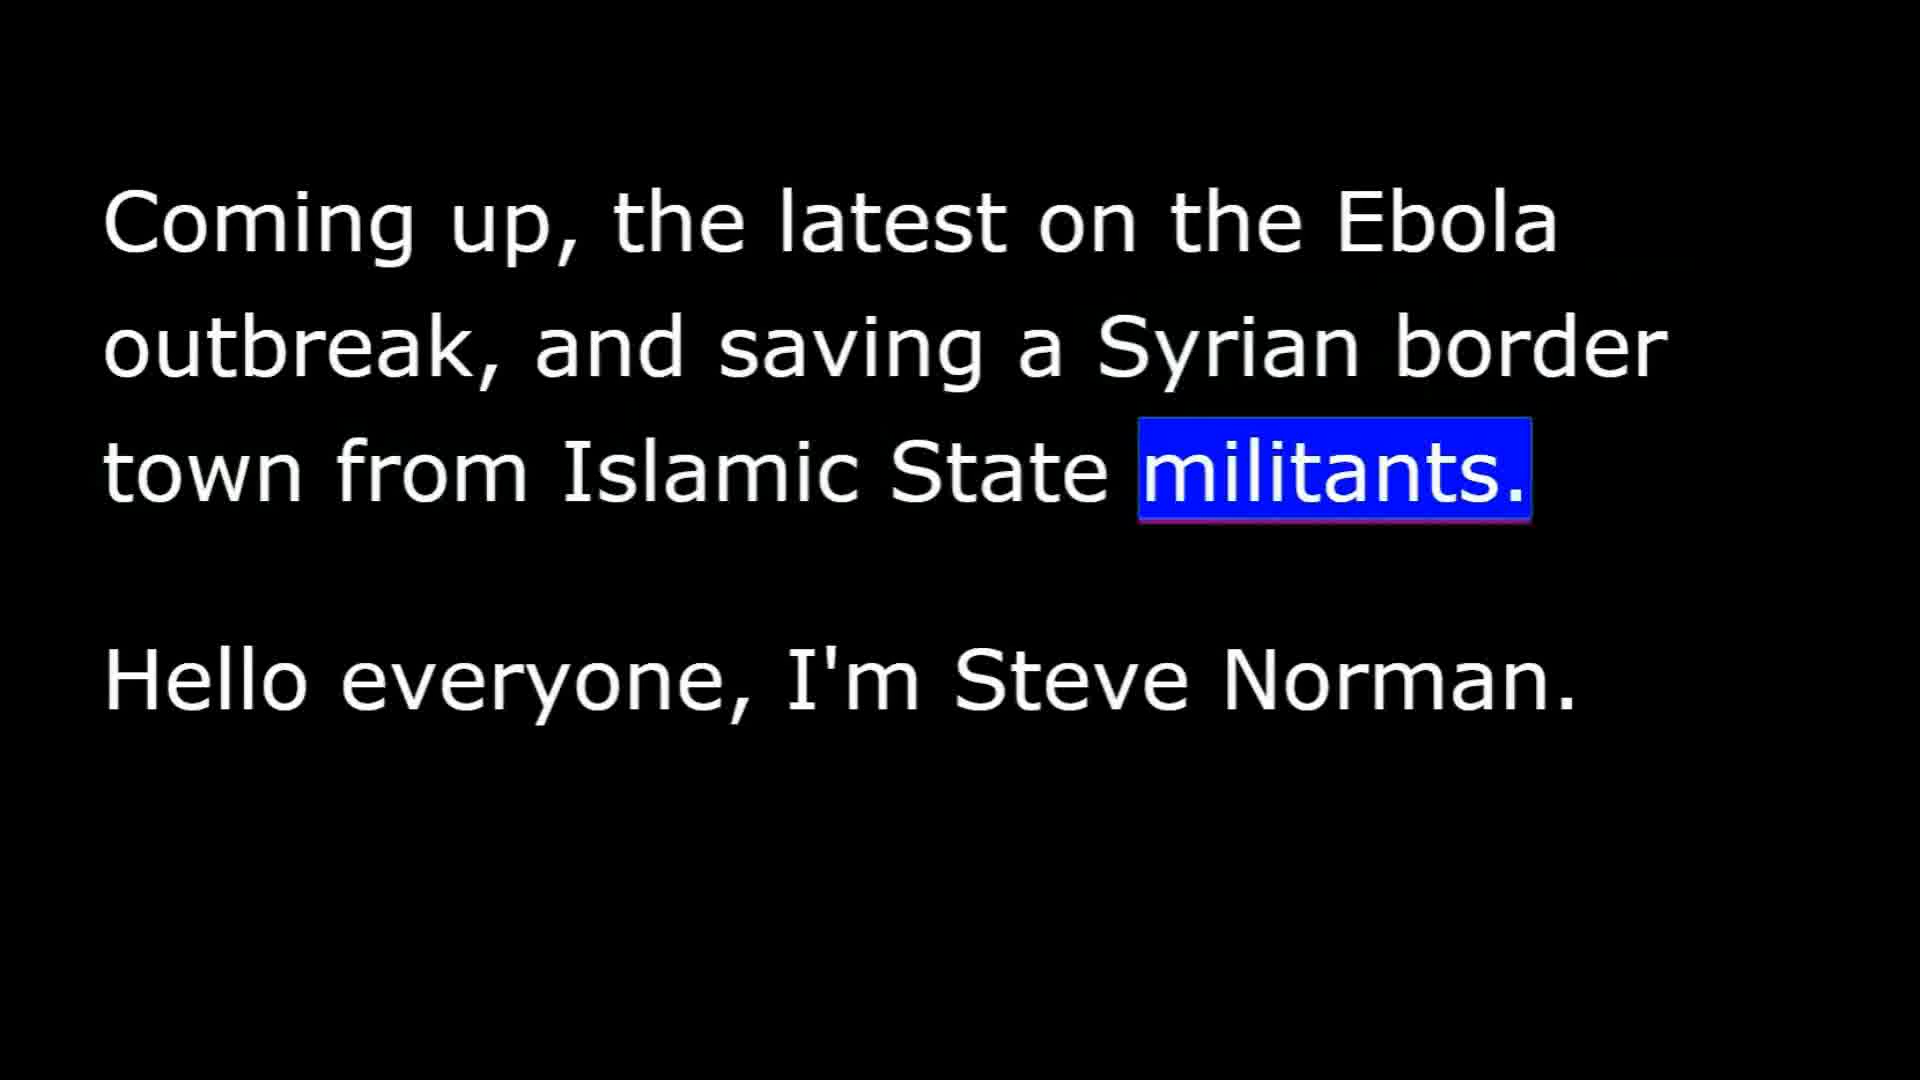 Coming up, the latest on the Ebola
outbreak, and saving a Syrian border
town from Islamic State militants.
Hello everyone, I'm Steve Norman.